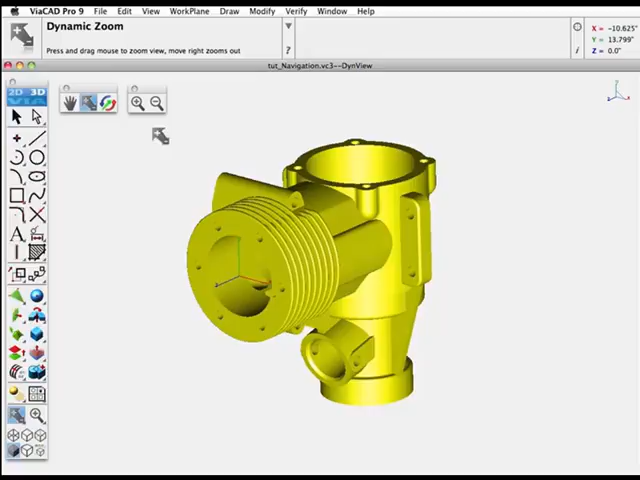 ViaCAD Pro 9 File Edit View WorkPlane Draw Modify Verify Window Help
Dynamic Zoom
Press and drag mouse to zoom view, move right zooms out
X = -10.625"
Y = 13.799"
Z = 0.0"
tut_Navigation.vc3--DynView
2D 3D
VIA
A